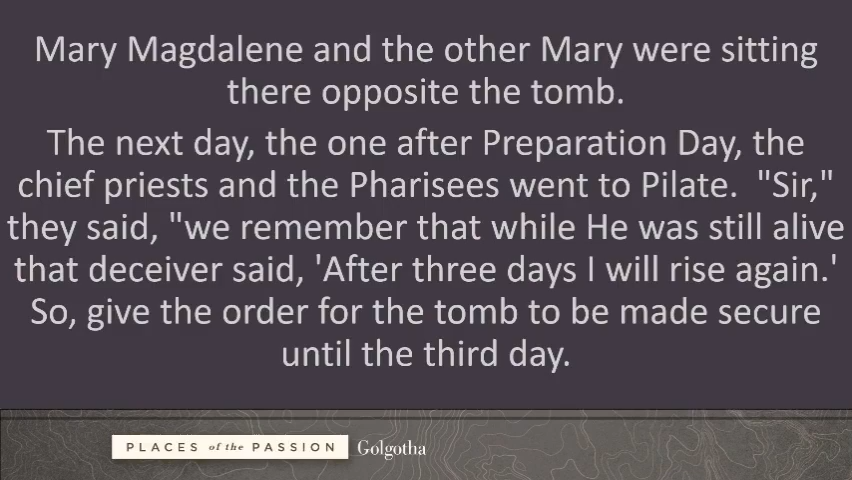 Mary Magdalene and the other Mary were sitting
there opposite the tomb.
The next day, the one after Preparation Day, the
chief priests and the Pharisees went to Pilate.  "Sir,"
they said, "we remember that while He was still alive
that deceiver said, 'After three days I will rise again.'
So, give the order for the tomb to be made secure
until the third day.
PLACES of the PASSION Golgotha